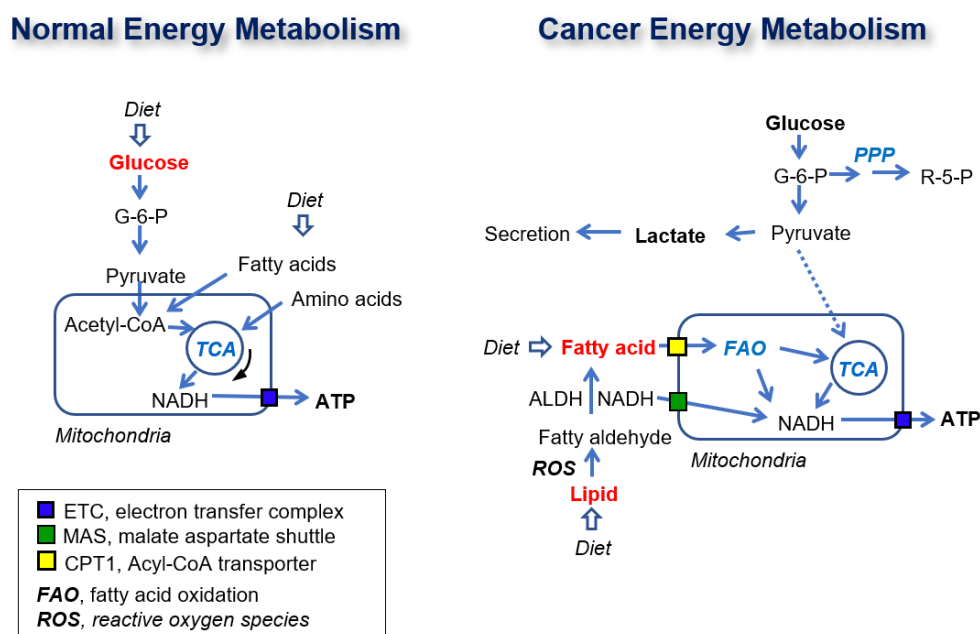 Normal Energy Metabolism
Diet
Glucose
G-6-P
Diet
Pyruvate
Fatty acids
Amino acids
Acetyl-CoA
TCA
NADH
ATP
Mitochondria
ETC, electron transfer complex
MAS, malate aspartate shuttle
CPT1, Acyl-CoA transporter
FAO, fatty acid oxidation
ROS, reactive oxygen species
Cancer Energy Metabolism
Glucose
PPP
G-6-P
R-5-P
Secretion
Lactate
Pyruvate
Diet
Fatty acid
FAO
TCA
ALDH
NADH
NADH
ATP
Fatty aldehyde
Mitochondria
ROS
Lipid
Diet